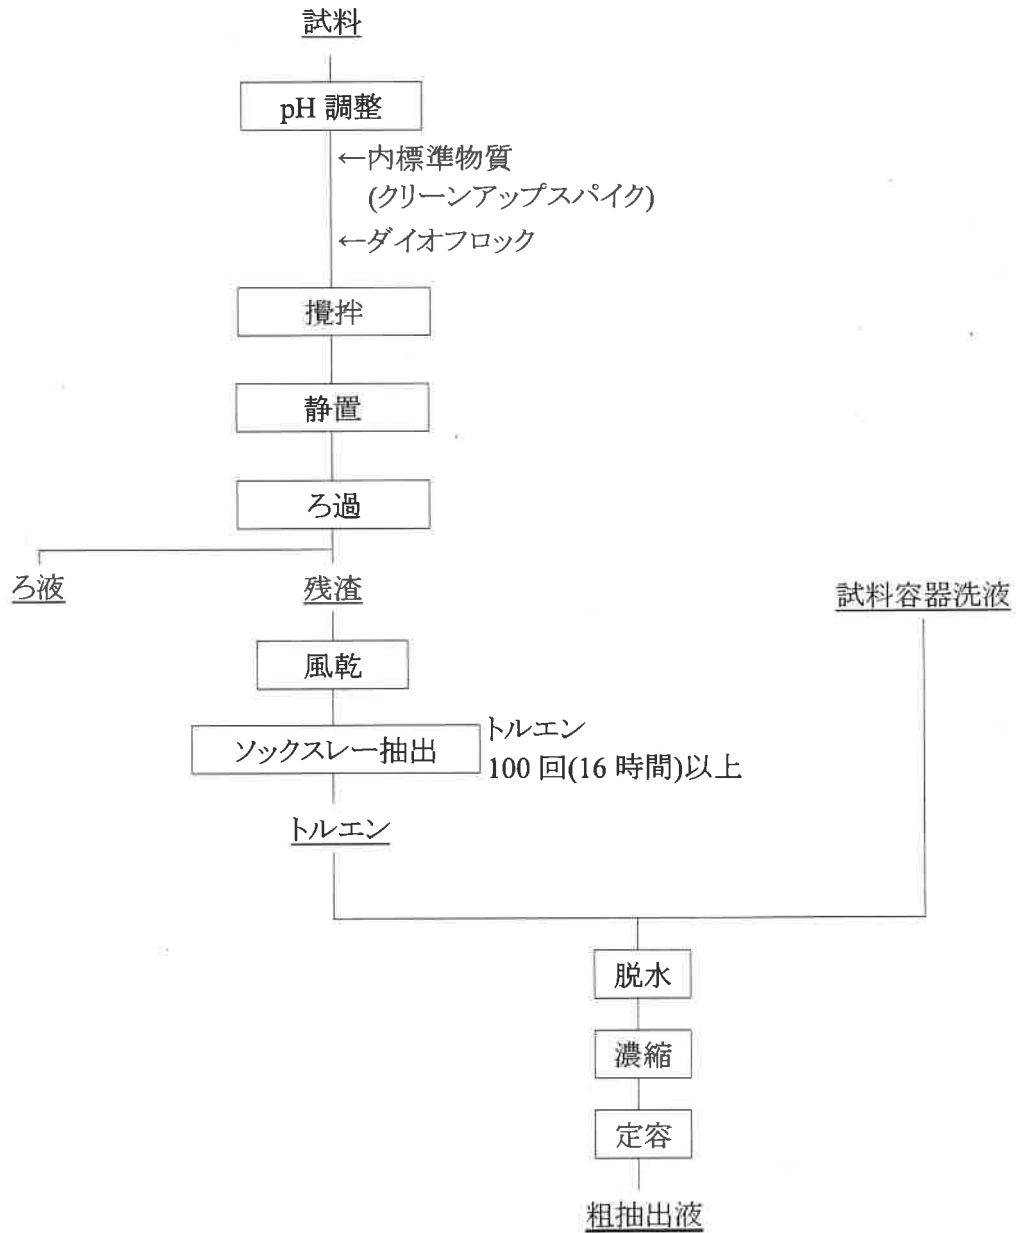 試料
pH 調整
←内標準物質
(クリーンアップスパイク)
←ダイオフロック
攪拌
静置
ろ過
ろ液
残渣
試料容器洗液
風乾
ソックスレー抽出
トルエン
100 回(16 時間)以上
トルエン
脱水
濃縮
定容
粗抽出液